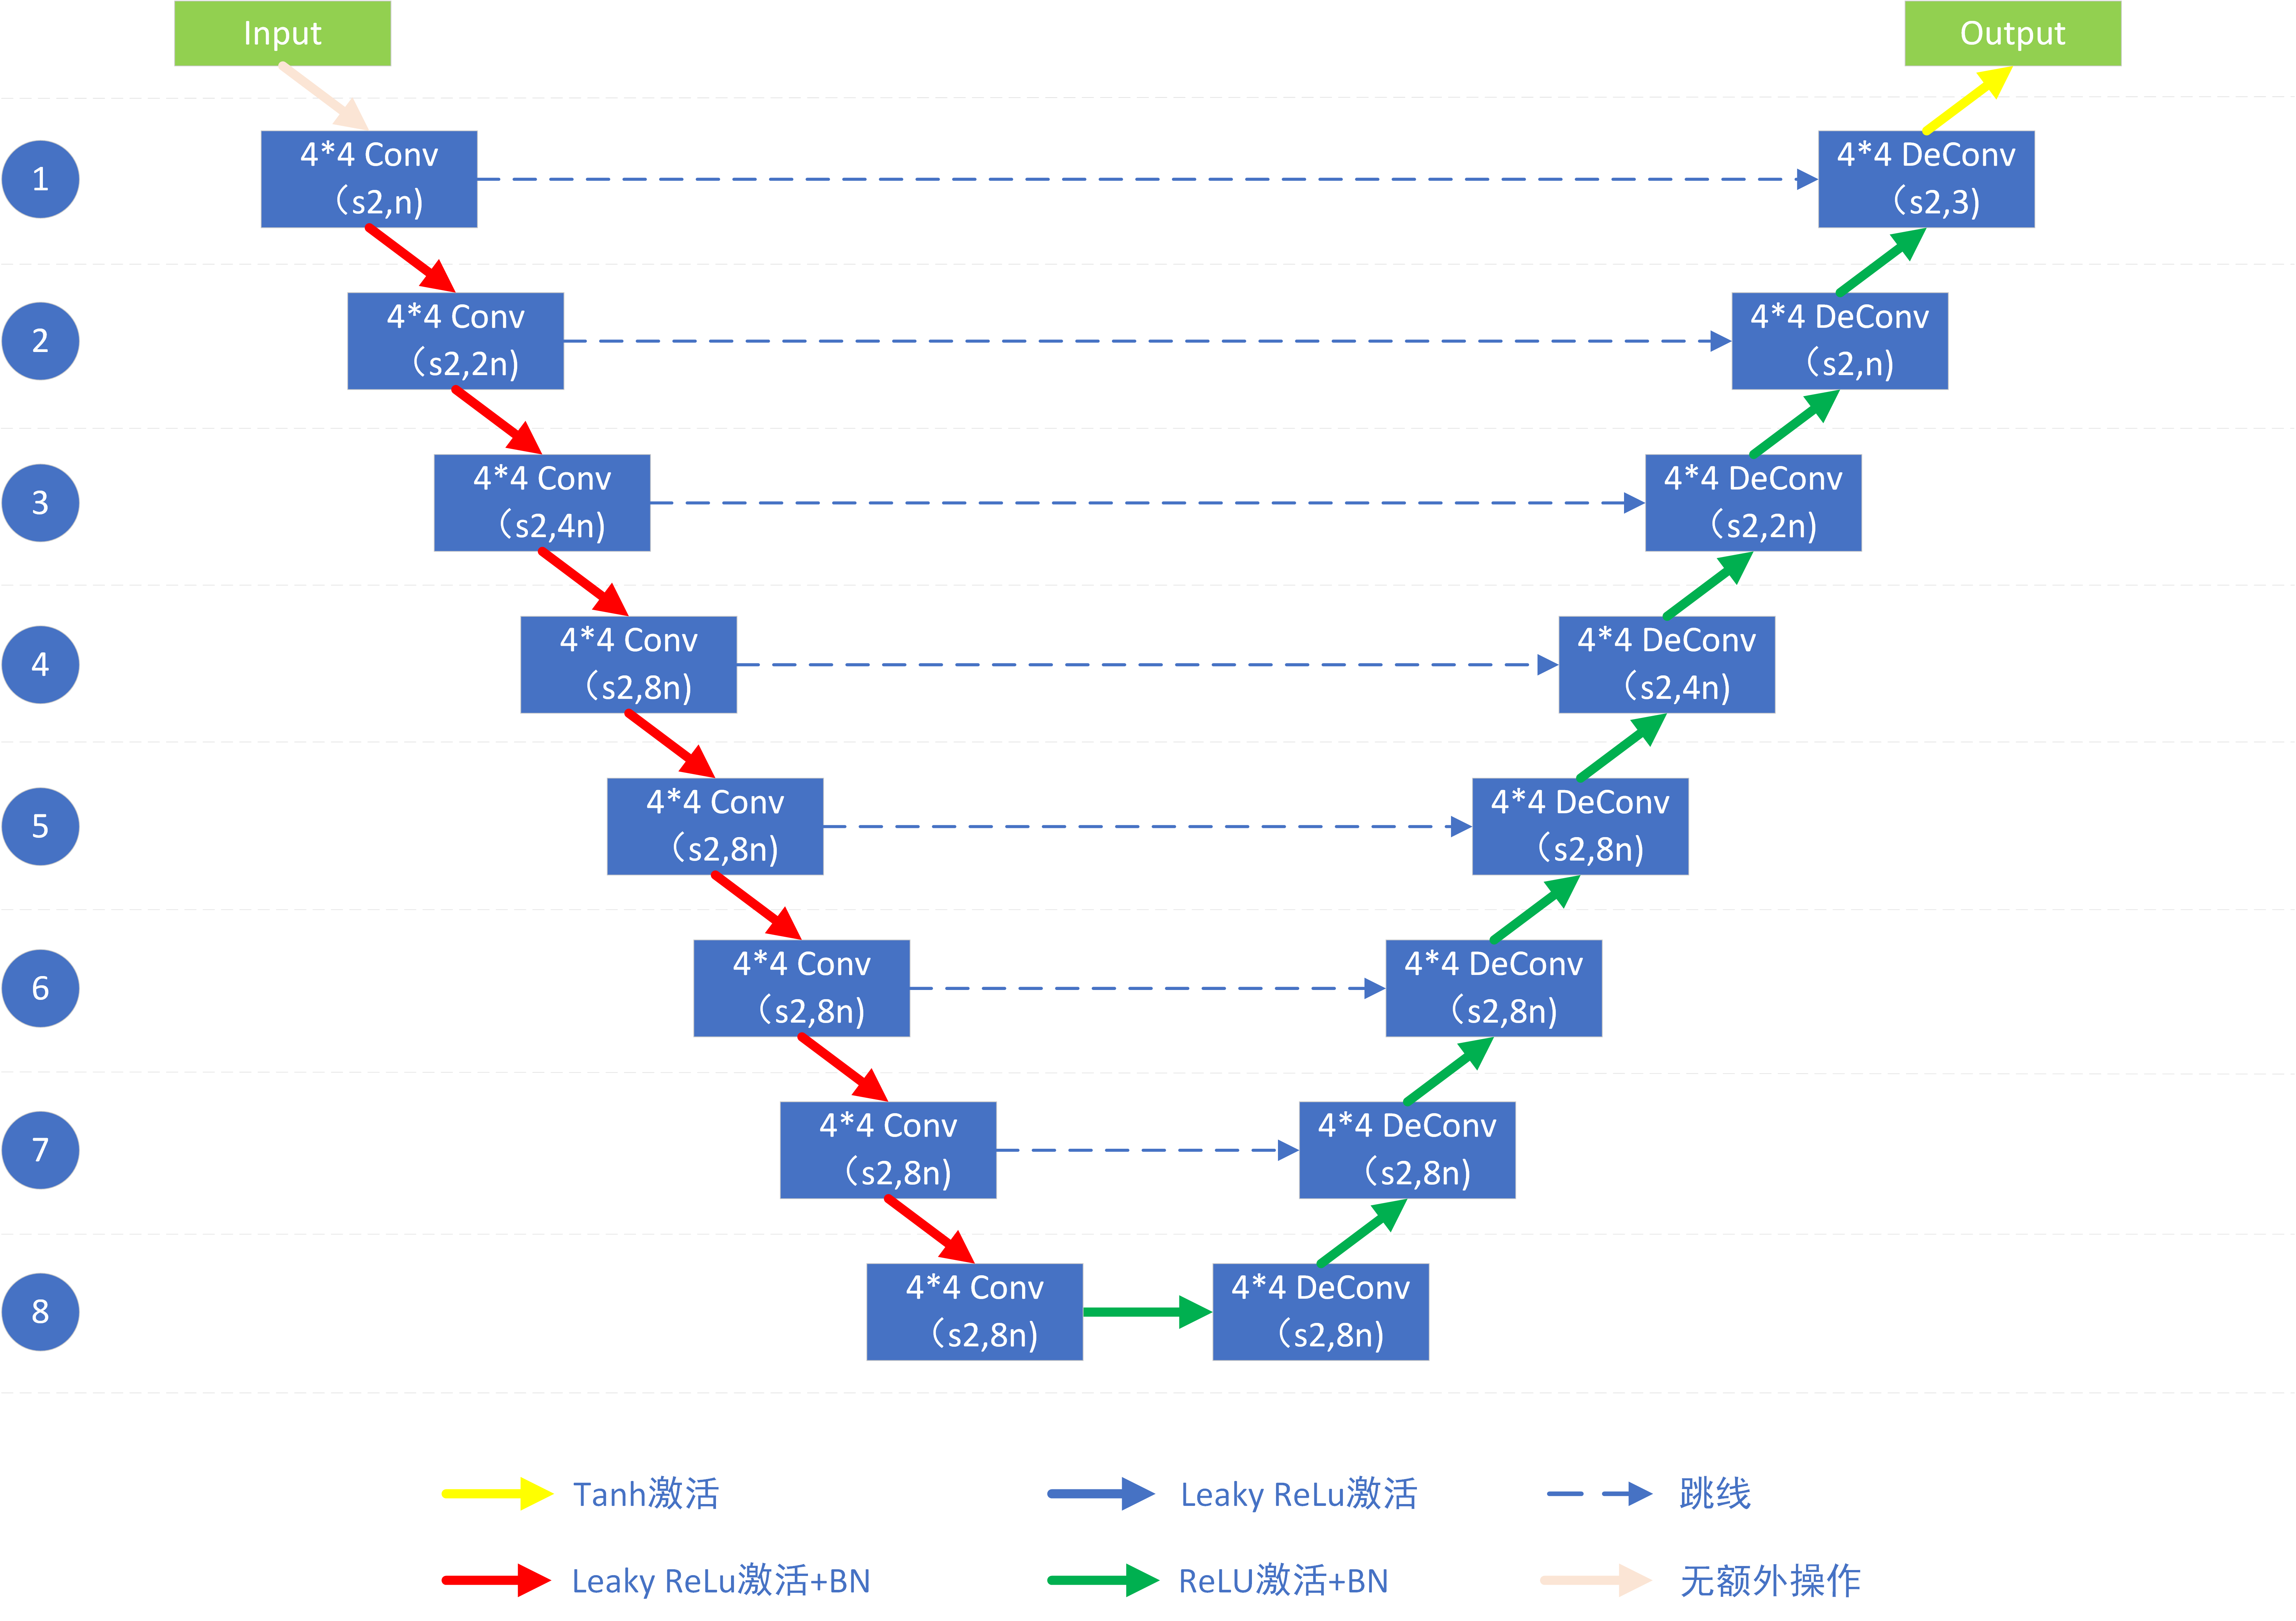 Input
Output
1
4*4 Conv
（s2,n)
4*4 DeConv
（s2,3)
2
4*4 Conv
（s2,2n)
4*4 DeConv
（s2,n)
3
4*4 Conv
（s2,4n)
4*4 DeConv
（s2,2n)
4
4*4 Conv
（s2,8n)
4*4 DeConv
（s2,4n)
5
4*4 Conv
（s2,8n)
4*4 DeConv
（s2,8n)
6
4*4 Conv
（s2,8n)
4*4 DeConv
（s2,8n)
7
4*4 Conv
（s2,8n)
4*4 DeConv
（s2,8n)
8
4*4 Conv
（s2,8n)
4*4 DeConv
（s2,8n)
Tanh激活
Leaky ReLu激活
跳线
Leaky ReLu激活+BN
ReLU激活+BN
无额外操作